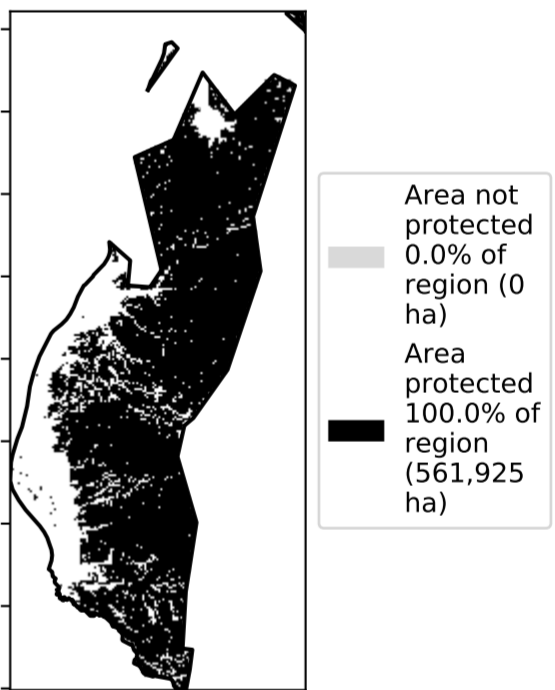 Area not
protected
0.0% of
region (0
ha)
Area
protected
100.0% of
region
(561,925
ha)